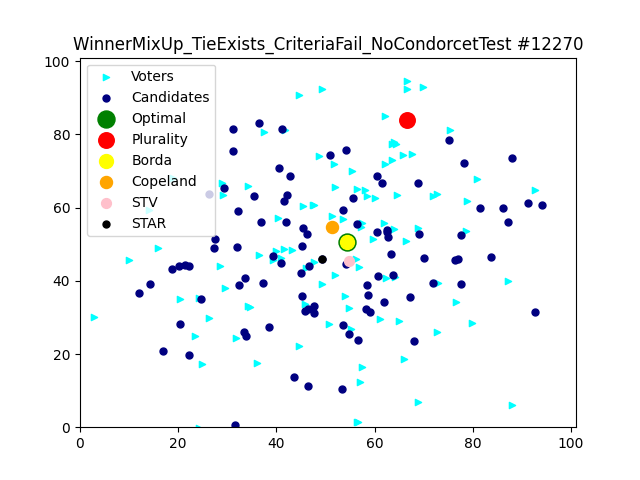 WinnerMixUp_TieExists_CriteriaFail_NoCondorcetTest #12270
100
80
60
40
20
0
Voters
Candidates
Optimal
Plurality
Borda
Copeland
STV
STAR
0 20 40 60 80 100